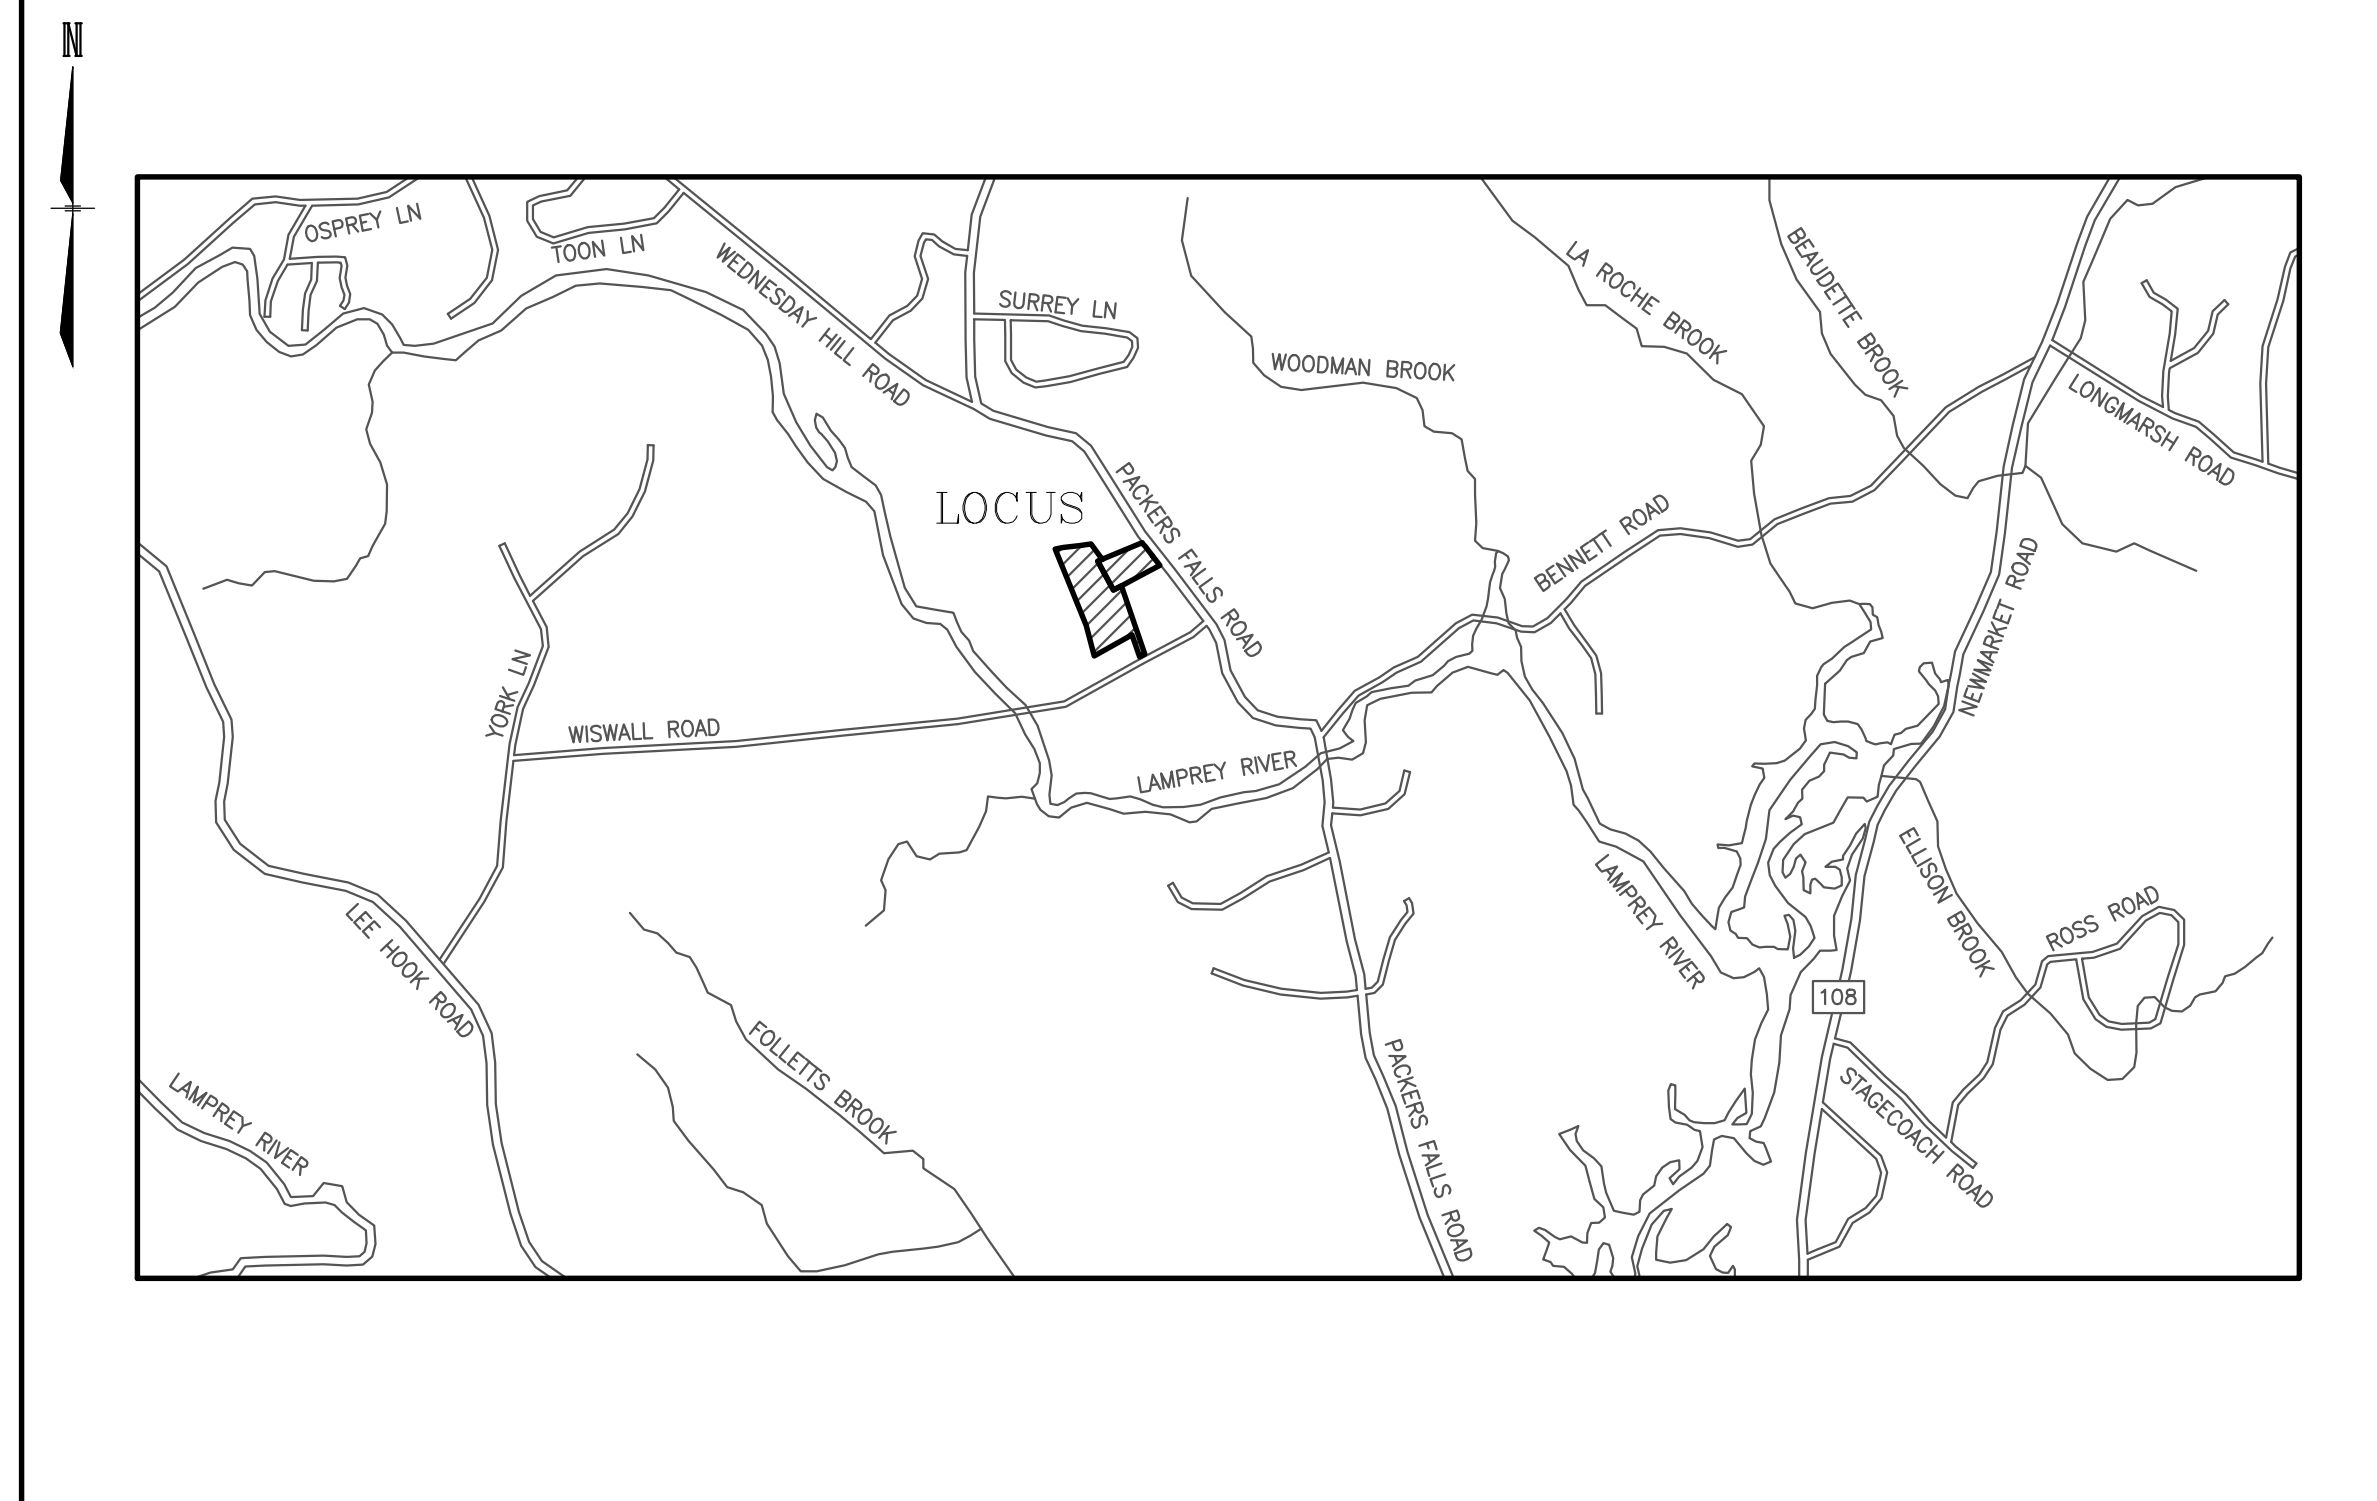 N
OSPREY LN
TOON LN
WEDNESDAY HILL ROAD
SURREY LN
WOODMAN BROOK
LA ROCHE BROOK
BEAUDETTE BROOK
LONGMARSH ROAD
LOCUS
PACKERS FALLS ROAD
BENNETT ROAD
NEWMARKET ROAD
YORK LN
WISWALL ROAD
LAMPREY RIVER
LEE HOOK ROAD
LAMPREY RIVER
ELLISON BROOK
ROSS ROAD
108
FOLLETTS BROOK
LAMPREY RIVER
PACKERS FALLS ROAD
STAGECOACH ROAD